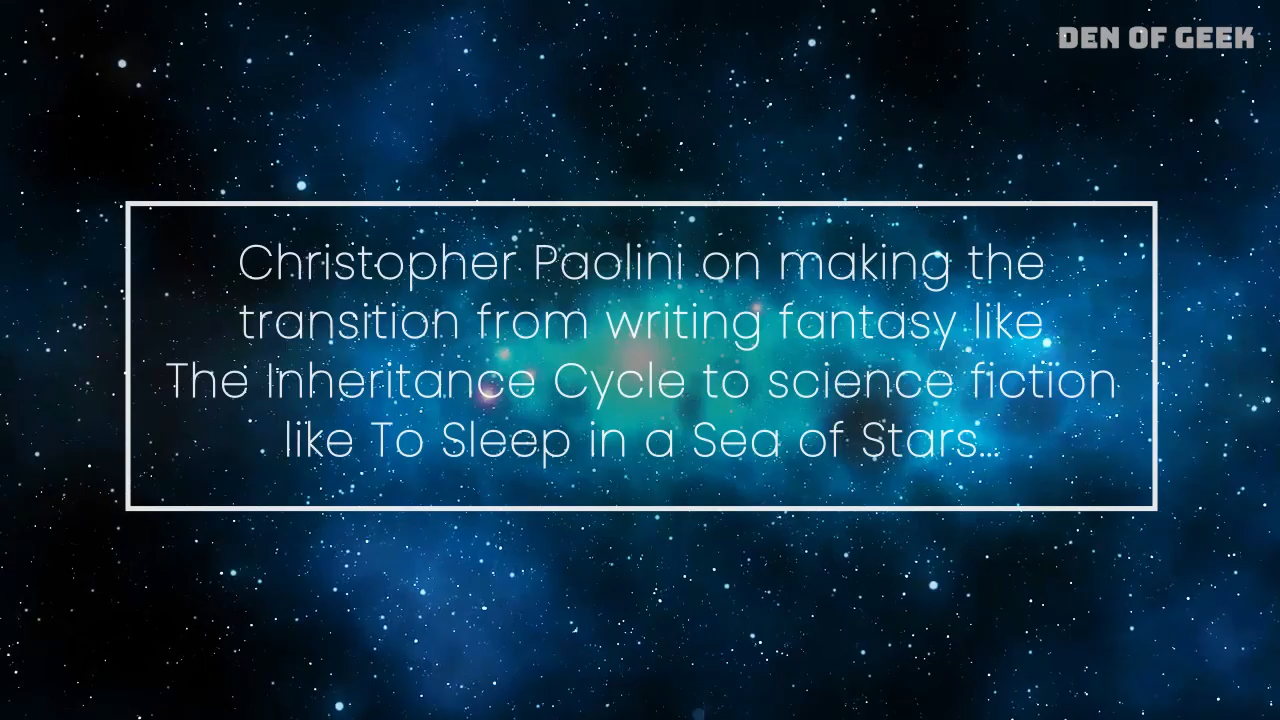 DEN OF GEEK
Christopher Paolini on making the
transition from writing fantasy like
The Inheritance Cycle to science fiction
like To Sleep in a Sea of Stars...